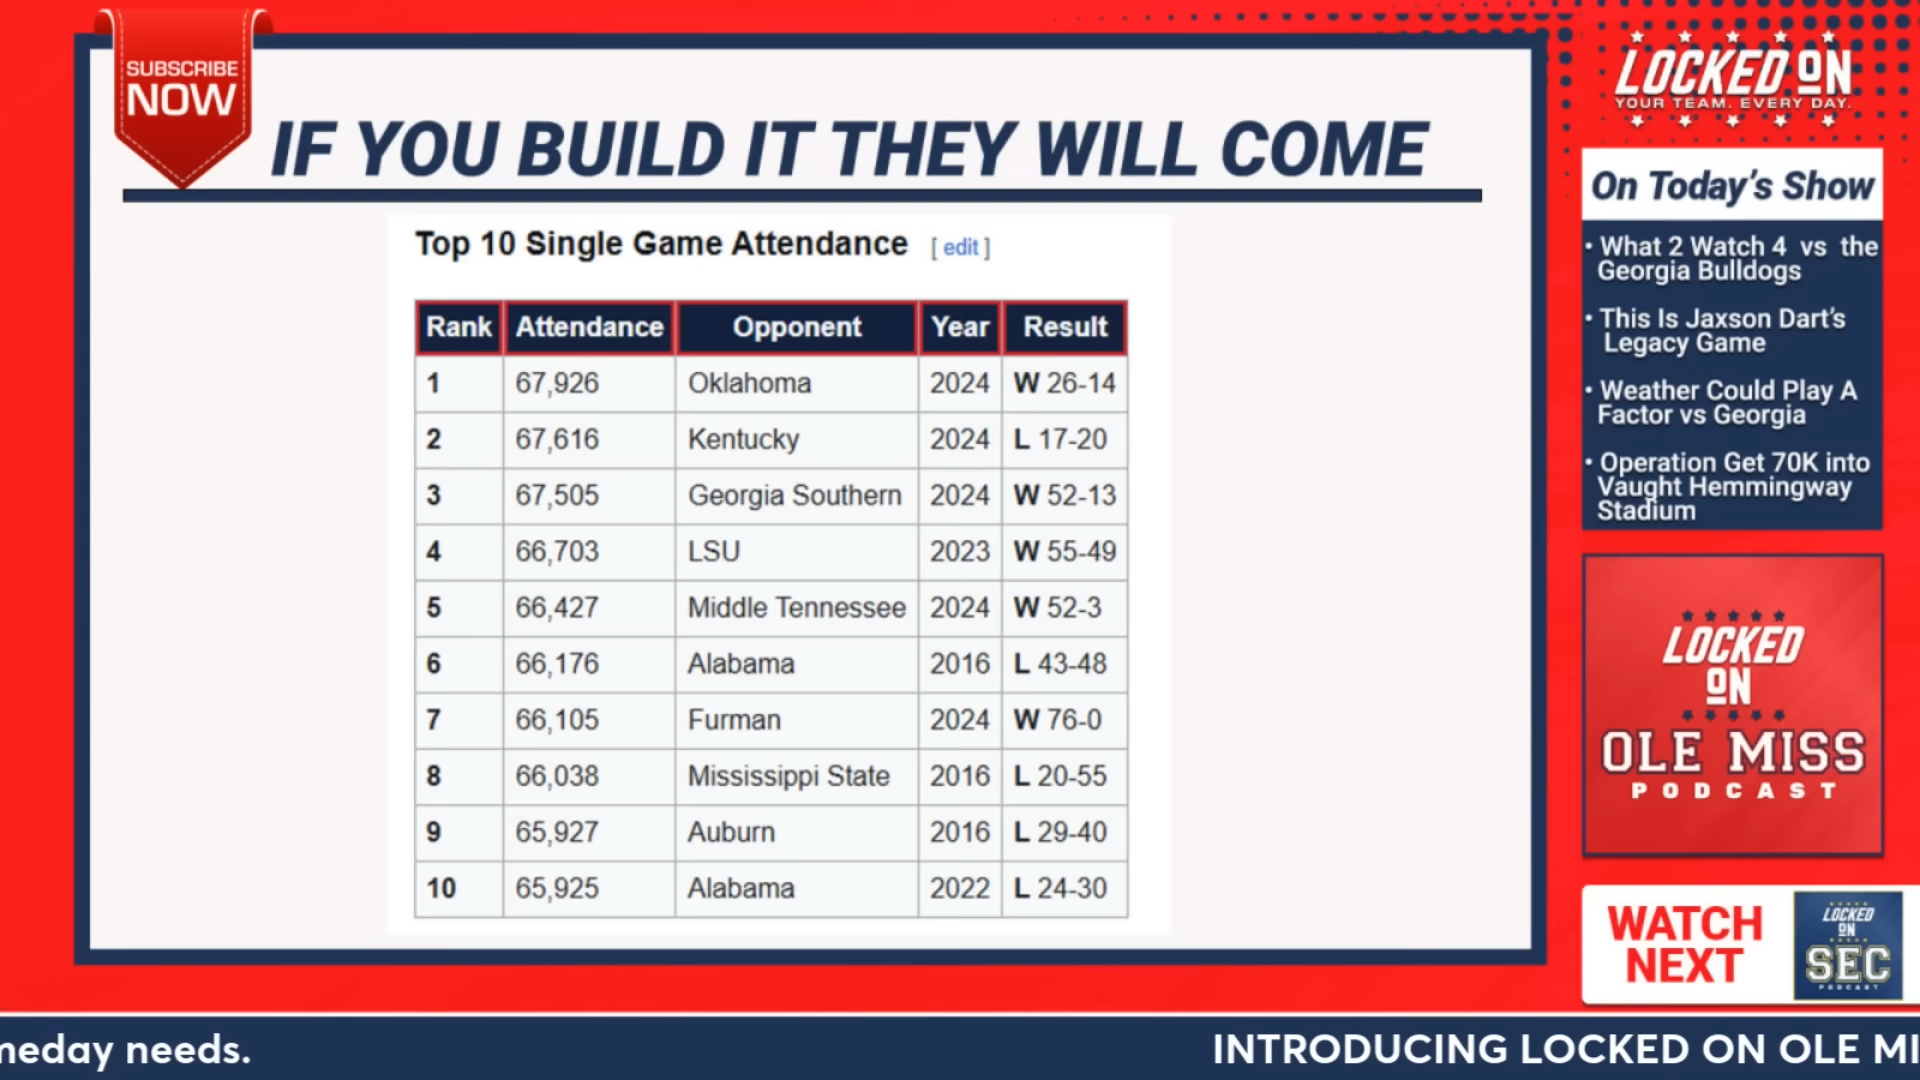 SUBSCRIBE
NOW
IF YOU BUILD IT THEY WILL COME
Top 10 Single Game Attendance [ edit ]
Rank Attendance Opponent Year Result
1 67,926 Oklahoma 2024 W 26-14
2 67,616 Kentucky 2024 L 17-20
3 67,505 Georgia Southern 2024 W 52-13
4 66,703 LSU 2023 W 55-49
5 66,427 Middle Tennessee 2024 W 52-3
6 66,176 Alabama 2016 L 43-48
7 66,105 Furman 2024 W 76-0
8 66,038 Mississippi State 2016 L 20-55
9 65,927 Auburn 2016 L 29-40
10 65,925 Alabama 2022 L 24-30
LOCKED ON
YOUR TEAM. EVERY DAY.
On Today's Show
• What 2 Watch 4 vs the
Georgia Bulldogs
• This Is Jaxson Dart's
Legacy Game
• Weather Could Play A
Factor vs Georgia
• Operation Get 70K into
Vaught Hemmingway
Stadium
LOCKED
ON
OLE MISS
PODCAST
WATCH
NEXT
LOCKED
ON
SEC
PODCAST
meday needs.
INTRODUCING LOCKED ON OLE MI